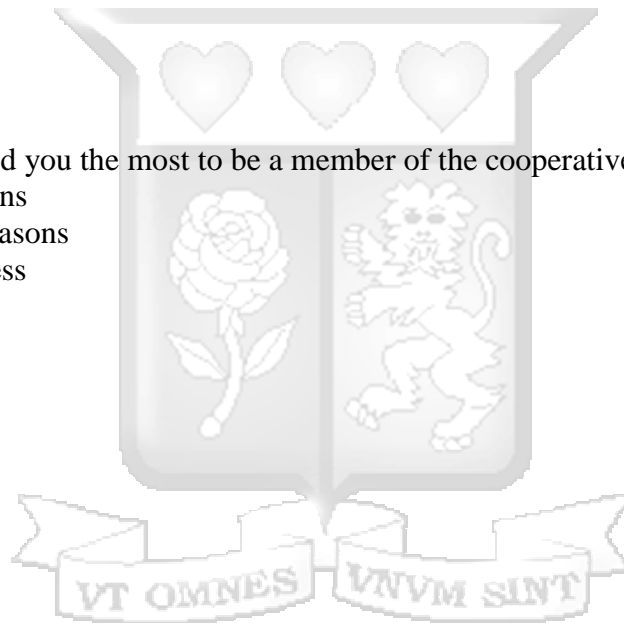 d you the most to be a member of the cooperative
ns
asons
ess
VT OMNES VNVM SINT